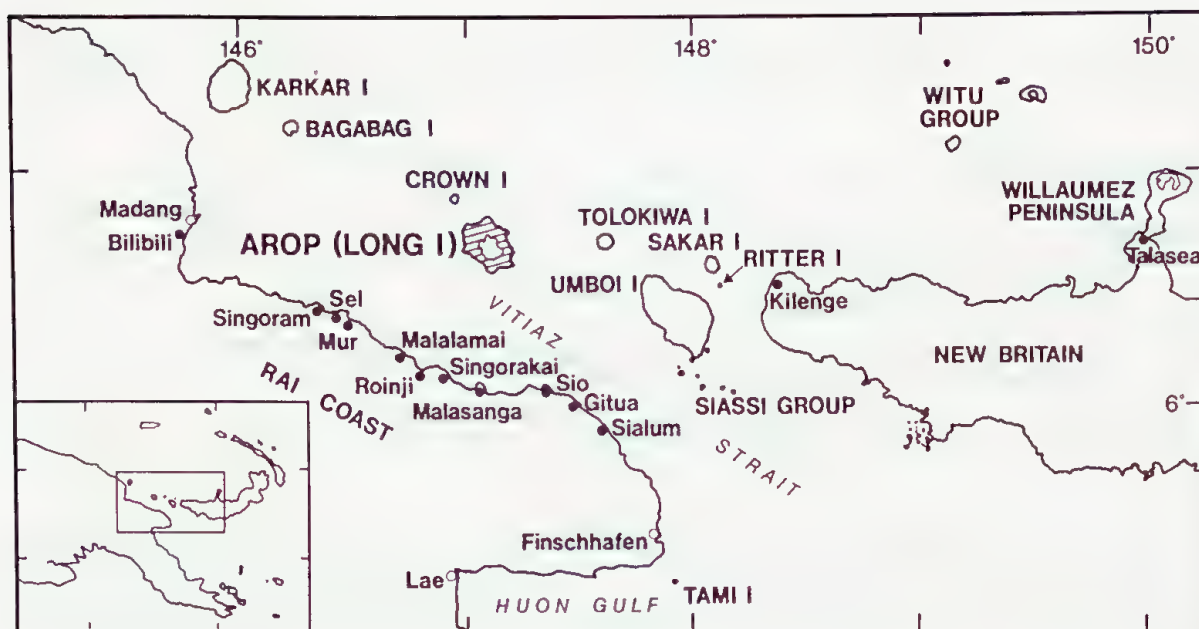 146°
148°
150°
KARKAR I
BAGABAG I
WITU
GROUP
CROWN I
WILLAUMEZ
PENINSULA
Madang
Bilibili
AROP (LONG I)
TOLOKIWA I
SAKAR I
RITTER I
UMBOI I
Talasea
Kilenge
VITIAZ
Singoram
Sel
Mur
Malalamai
Singorakai
Roinji
Malasanga
Sio
Gitua
Sialum
NEW BRITAIN
SIASSI GROUP
6°
RAI COAST
STRAIT
Finschhafen
Lae
HUON GULF
TAMI I